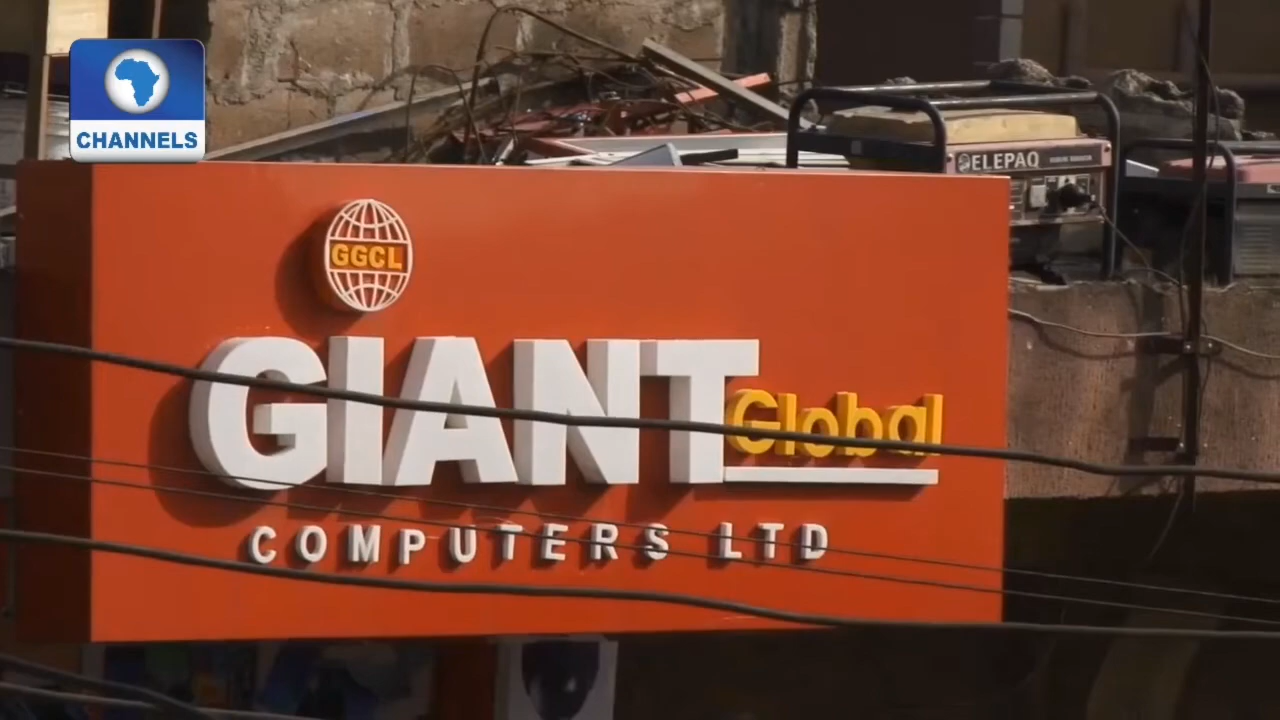 CHANNELS
ELEPAQ
GGCL
GIANT Global
COMPUTERS LTD